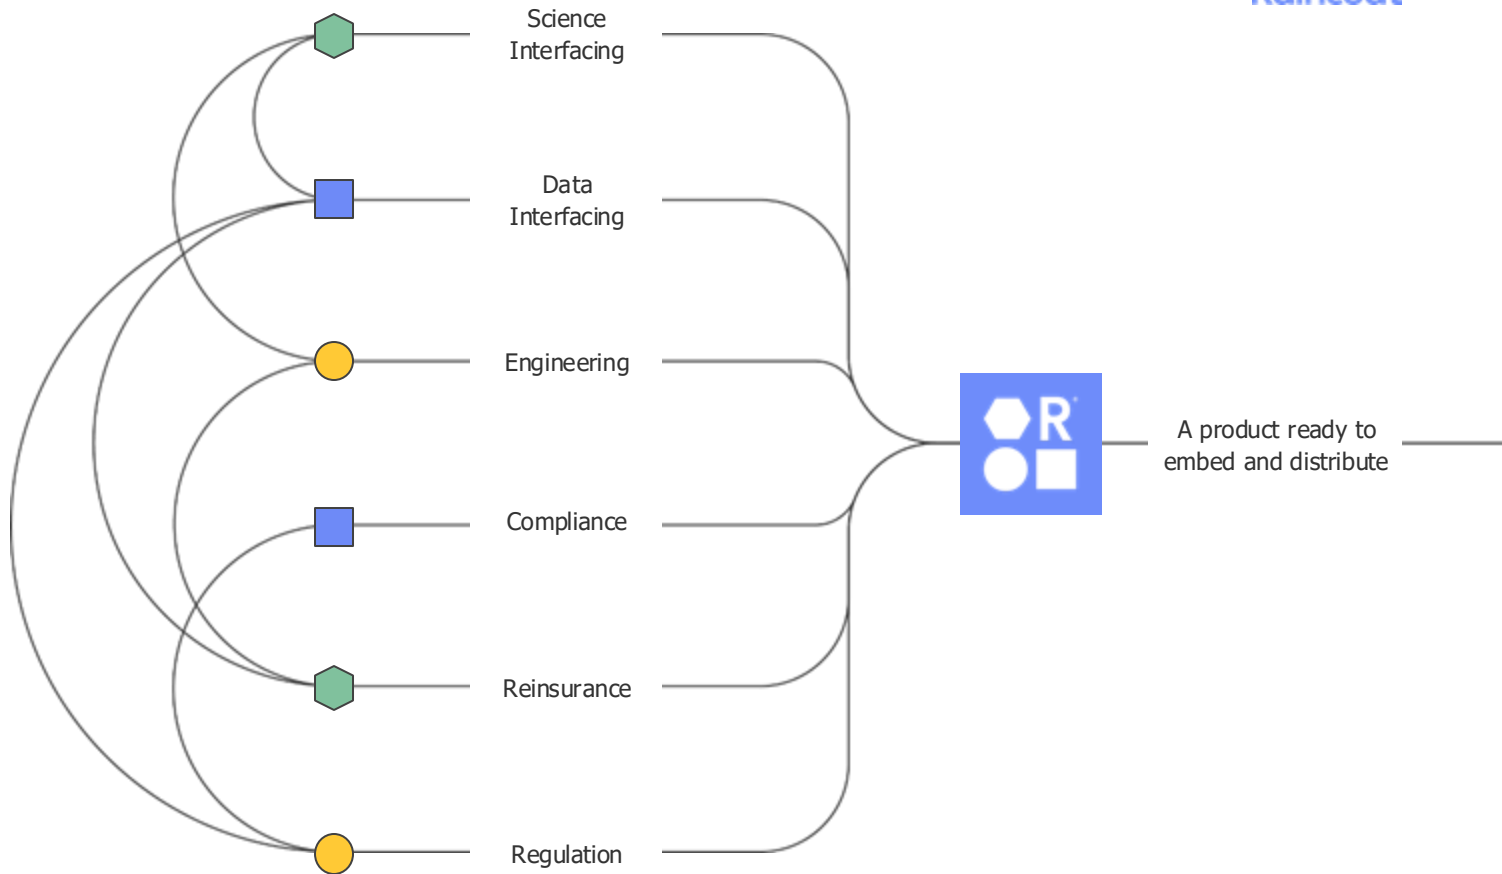 Science
Interfacing
Data
Interfacing
Engineering
R
A product ready to
embed and distribute
Compliance
Reinsurance
Regulation